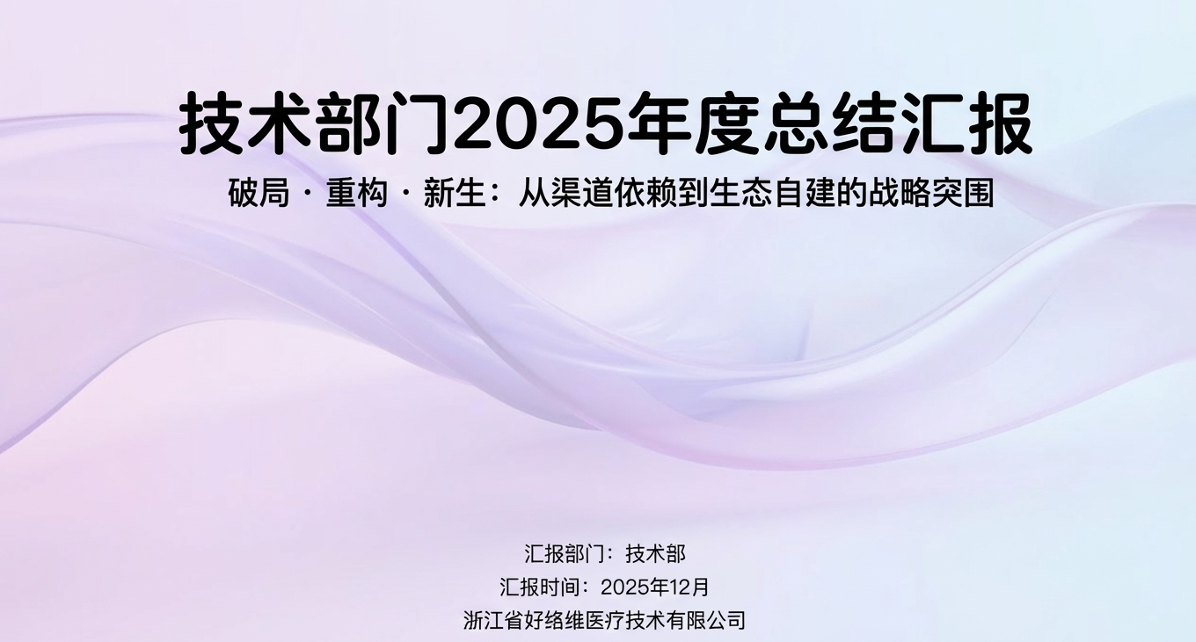 技术部门2025年度总结汇报
破局 · 重构 · 新生：从渠道依赖到生态自建的战略突围
汇报部门：技术部
汇报时间：2025年12月
浙江省好络维医疗技术有限公司